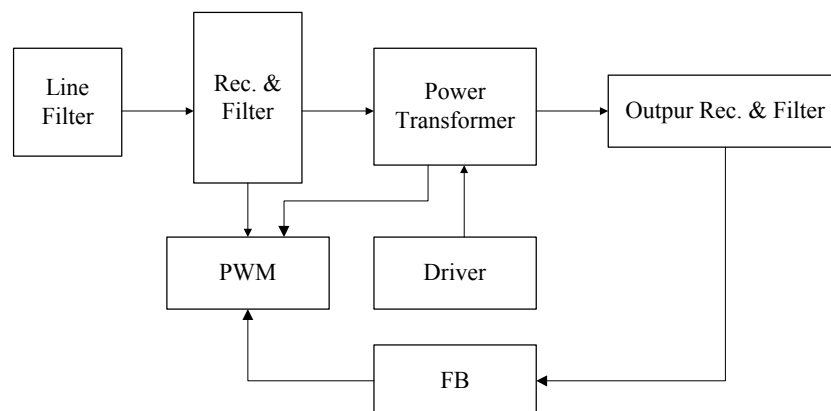 Line
Filter
Rec. &
Filter
Power
Transformer
Outpur Rec. & Filter
PWM
Driver
FB